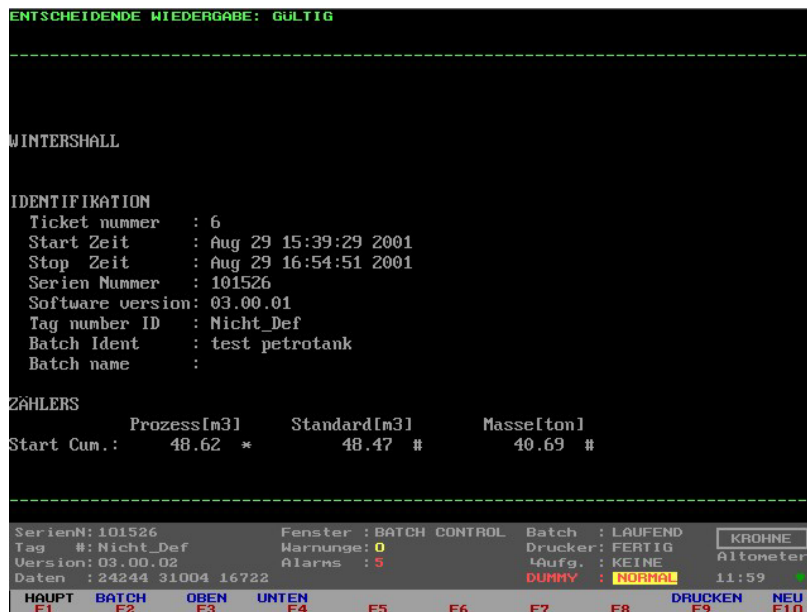 ENTSCHEIDENDE WIEDERGABE: GÜLTIG
WINTERSHALL
IDENTIFIKATION
Ticket nummer : 6
Start Zeit : Aug 29 15:39:29 2001
Stop Zeit : Aug 29 16:54:51 2001
Serien Nummer : 101526
Software version: 03.00.01
Tag number ID : Nicht_Def
Batch Ident : test petrotank
Batch name :
ZÄHLERS
Prozess[m3] Standard[m3] Masse[ton]
Start Cum.: 48.62 * 48.47 # 40.69 #
SerienN: 101526 Fenster : BATCH CONTROL Batch : LAUFEND KROHNE
Tag #: Nicht_Def Warnunge: 0 Drucker: FERTIG Altometer
Version: 03.00.02 Alarms : 5 4Aufg. : KEINE
Daten : 24244 31004 16722 DUMMY : NORMAL 11:59
HAUPT BATCH OBEN UNTEN DRUCKEN NEU
F1 F2 F3 F4 F5 F6 F7 F8 F9 F10